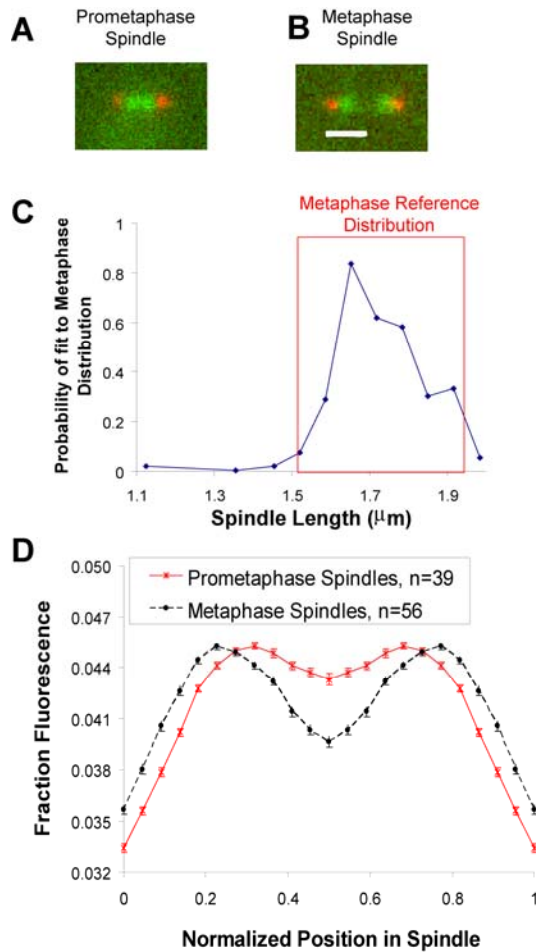 A
Prometaphase
Spindle
B
Metaphase
Spindle
C
Metaphase Reference
Distribution
Probability of fit to Metaphase
Distribution
1
0.8
0.6
0.4
0.2
0
1.1 1.3 1.5 1.7 1.9
Spindle Length (μm)
D
Prometaphase Spindles, n=39
Metaphase Spindles, n=56
Fraction Fluorescence
0.050
0.047
0.044
0.041
0.038
0.035
0.032
0 0.2 0.4 0.6 0.8 1
Normalized Position in Spindle